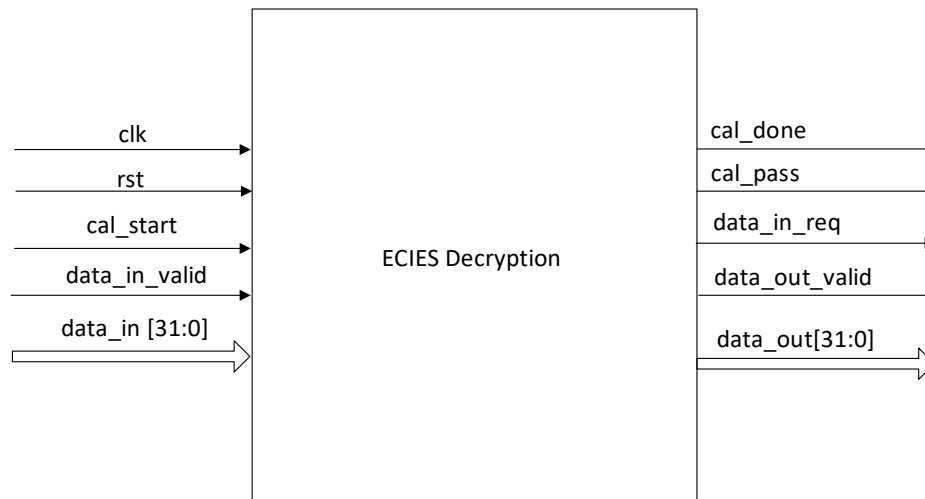 clk
rst
cal_start
data_in_valid
data_in [31:0]
ECIES Decryption
cal_done
cal_pass
data_in_req
data_out_valid
data_out[31:0]